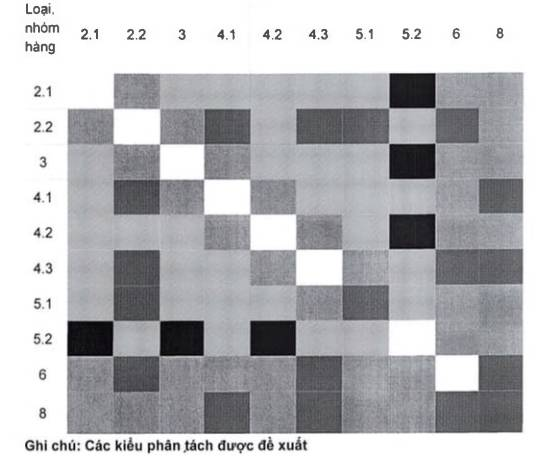 Loại,
nhóm
hàng 2.1 2.2 3 4.1 4.2 4.3 5.1 5.2 6 8
2.1
2.2
3
4.1
4.2
4.3
5.1
5.2
6
8
Ghi chú: Các kiểu phân tách được đề xuất